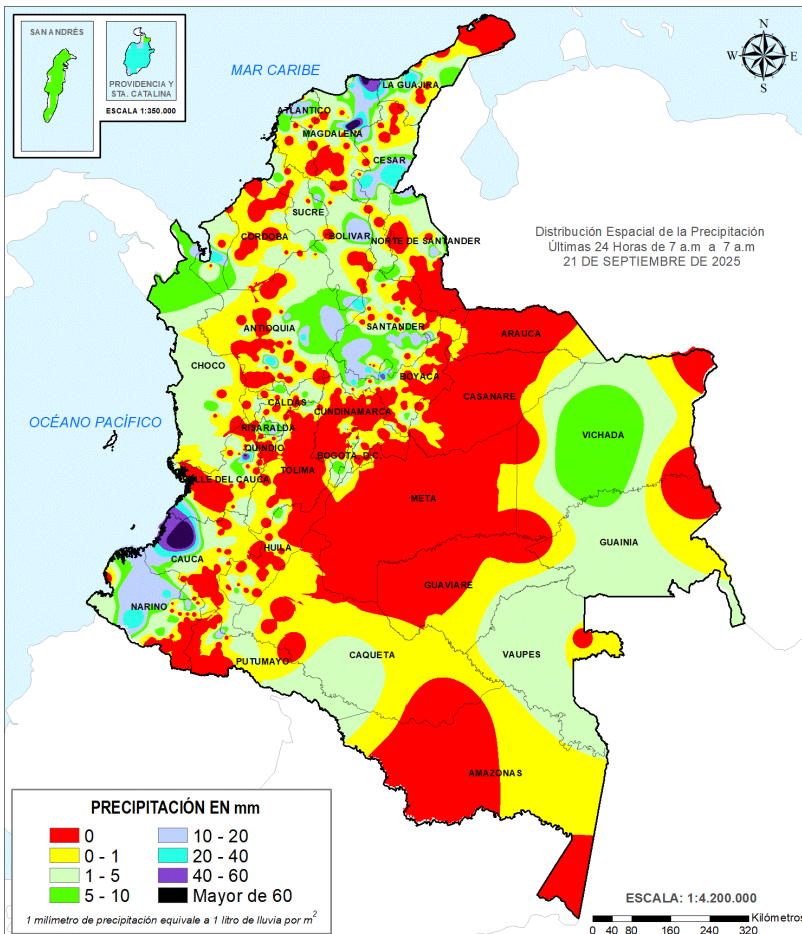 SAN ANDRÉS
PROVIDENCIA Y
STA. CATALINA
ESCALA 1:350.000
MAR CARIBE
N
W
E
S
LA GUAJIRA
ATLANTICO
MAGDALENA
CESAR
SUCRE
CORDOBA
BOLIVAR
NORTE DE SANTANDER
Distribución Espacial de la Precipitación
Últimas 24 Horas de 7 a.m a 7 a.m
21 DE SEPTIEMBRE DE 2025
ANTIOQUIA
SANTANDER
ARAUCA
CHOCO
BOYACA
CASANARE
CALDAS
CUNDINAMARCA
OCÉANO PACÍFICO
RISARALDA
VICHADA
QUINDIO
BOGOTA, D.C.
TOLIMA
VALLE DEL CAUCA
META
GUAINIA
HUILA
CAUCA
GUAVIARE
NARIÑO
CAQUETA
VAUPES
PUTUMAYO
AMAZONAS
PRECIPITACIÓN EN mm
0
10 - 20
0 - 1
20 - 40
1 - 5
40 - 60
5 - 10
Mayor de 60
1 milimetro de precipitación equivale a 1 litro de lluvia por m²
ESCALA: 1:4.200.000
Kilómetros
0 40 80 160 240 320